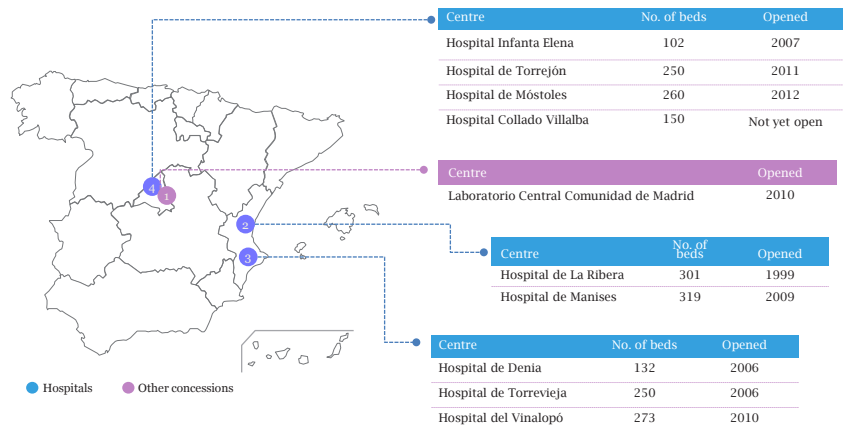 Centre No. of beds Opened
Hospital Infanta Elena 102 2007
Hospital de Torrejón 250 2011
Hospital de Móstoles 260 2012
Hospital Collado Villalba 150 Not yet open
Centre Opened
Laboratorio Central Comunidad de Madrid 2010
4
1
2
3
Centre No. of beds Opened
Hospital de La Ribera 301 1999
Hospital de Manises 319 2009
Centre No. of beds Opened
Hospital de Denia 132 2006
Hospital de Torrevieja 250 2006
Hospital del Vinalopó 273 2010
Hospitals Other concessions